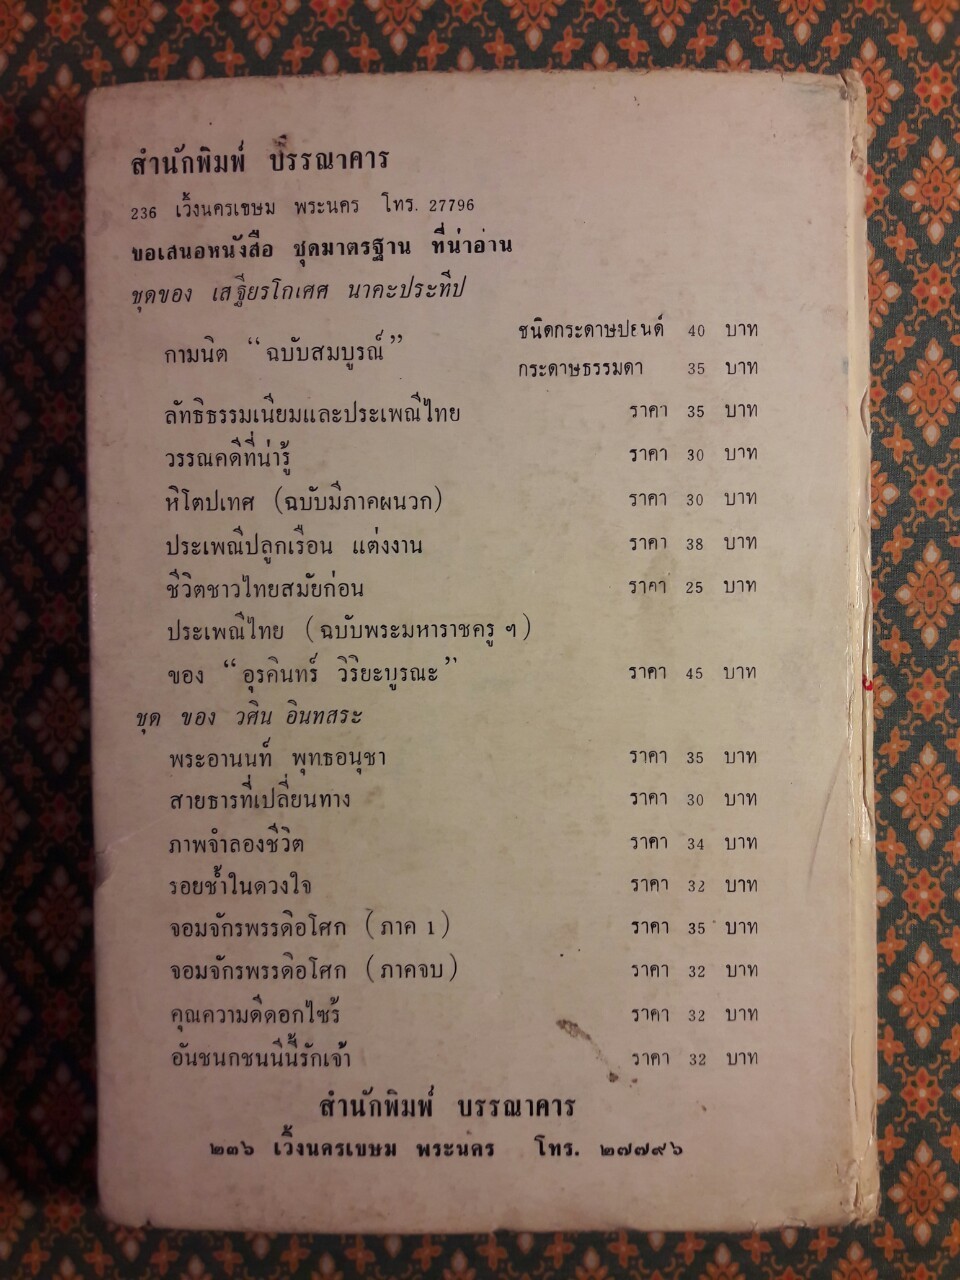 สำนักพิมพ์ บรรณาคาร
236 เวิ้งนครเขษม พระนคร โทร. 27796
ขอเสนอหนังสือ ชุดมาตรฐาน ที่น่าอ่าน
ชุดของ เสฐียรโกเศศ นาคะประทีป
กามนิต “ฉบับสมบูรณ์” ชนิดกระดาษปอนด์ 40 บาท
กระดาษธรรมดา 35 บาท
ลัทธิธรรมเนียมและประเพณีไทย ราคา 35 บาท
วรรณคดีที่น่ารู้ ราคา 30 บาท
หิโตปเทศ (ฉบับมีภาคผนวก) ราคา 30 บาท
ประเพณีปลูกเรือน แต่งงาน ราคา 38 บาท
ชีวิตชาวไทยสมัยก่อน ราคา 25 บาท
ประเพณีไทย (ฉบับพระมหาราชครู ฯ)
ของ “อุรคินทร์ วิริยะบูรณะ” ราคา 45 บาท
ชุด ของ วศิน อินทสระ
พระอานนท์ พุทธอนุชา ราคา 35 บาท
สายธารที่เปลี่ยนทาง ราคา 30 บาท
ภาพจำลองชีวิต ราคา 34 บาท
รอยช้ำในดวงใจ ราคา 32 บาท
จอมจักรพรรดิอโศก (ภาค 1) ราคา 35 บาท
จอมจักรพรรดิอโศก (ภาคจบ) ราคา 32 บาท
คุณความดีดอกไซร้ ราคา 32 บาท
อันชนกชนนีนี้รักเจ้า ราคา 32 บาท
สำนักพิมพ์ บรรณาคาร
๒๓๖ เวิ้งนครเขษม พระนคร โทร. ๒๗๗๙๖